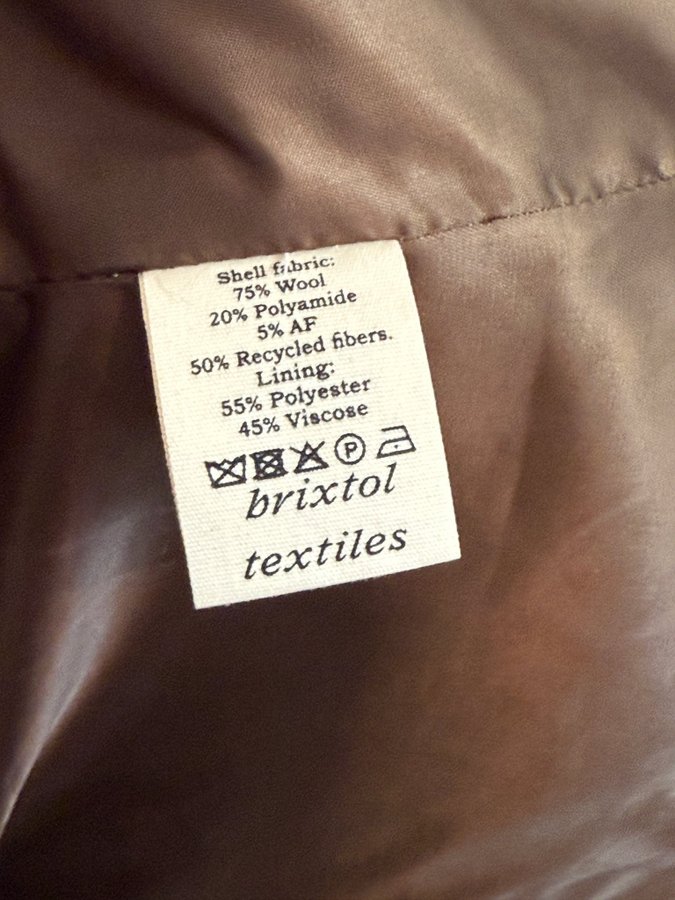 Shell fabric:
75% Wool
20% Polyamide
5% AF
50% Recycled fibers.
Lining:
55% Polyester
45% Viscose
P
brixtol
textiles